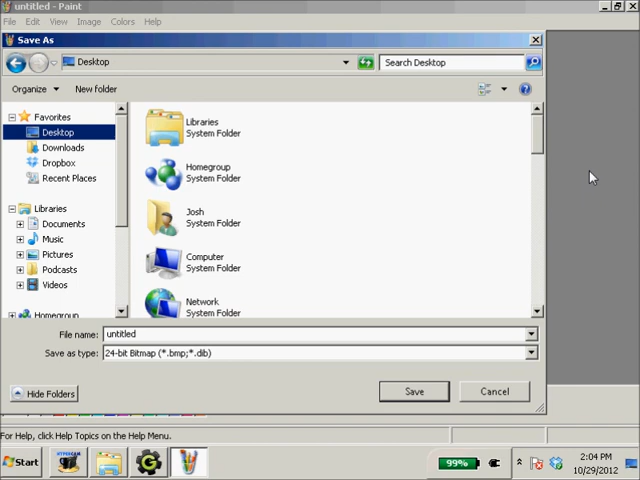 untitled - Paint
File Edit View Image Colors Help
Save As
Desktop
Search Desktop
Organize New folder
Favorites
Desktop
Downloads
Dropbox
Recent Places
Libraries
Documents
Music
Pictures
Podcasts
Videos
Homegroup
Libraries
System Folder
Homegroup
System Folder
Josh
System Folder
Computer
System Folder
Network
System Folder
File name: untitled
Save as type: 24-bit Bitmap (*.bmp;*.dib)
Hide Folders
Save
Cancel
For Help, click Help Topics on the Help Menu.
Start
HYPERCAM
99%
2:04 PM
10/29/2012